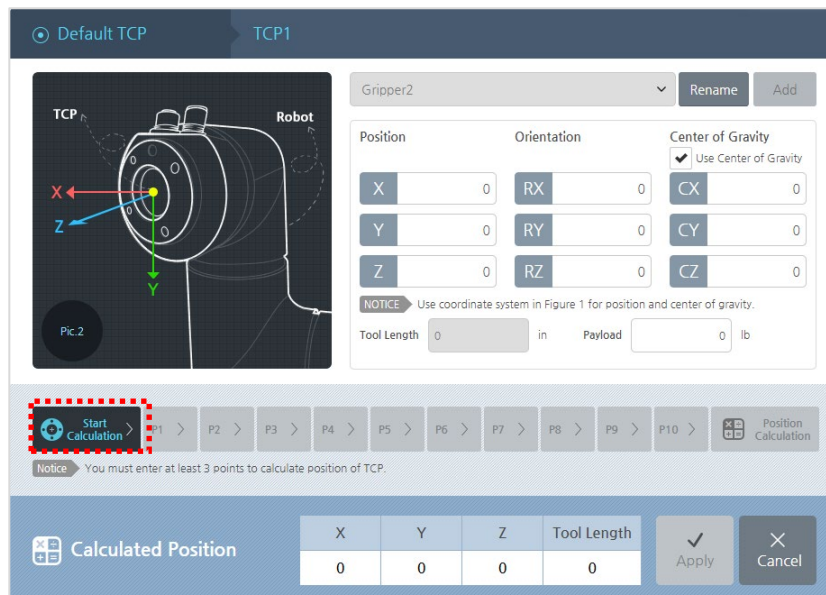 Default TCP
TCP1
TCP
Robot
X
Z
Y
Pic.2
Gripper2
Rename
Add
Position
Orientation
Center of Gravity
Use Center of Gravity
X 0
RX 0
CX 0
Y 0
RY 0
CY 0
Z 0
RZ 0
CZ 0
NOTICE Use coordinate system in Figure 1 for position and center of gravity.
Tool Length 0 in Payload 0 lb
Start
Calculation
P1
P2
P3
P4
P5
P6
P7
P8
P9
P10
Position
Calculation
Notice You must enter at least 3 points to calculate position of TCP.
Calculated Position
X Y Z Tool Length
0 0 0 0
Apply
Cancel